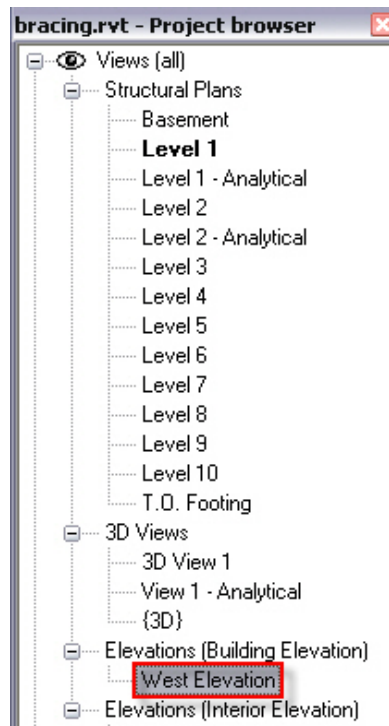 bracing.rvt - Project browser
Views (all)
Structural Plans
Basement
Level 1
Level 1 - Analytical
Level 2
Level 2 - Analytical
Level 3
Level 4
Level 5
Level 6
Level 7
Level 8
Level 9
Level 10
T.O. Footing
3D Views
3D View 1
View 1 - Analytical
{3D}
Elevations (Building Elevation)
West Elevation
Elevations (Interior Elevation)